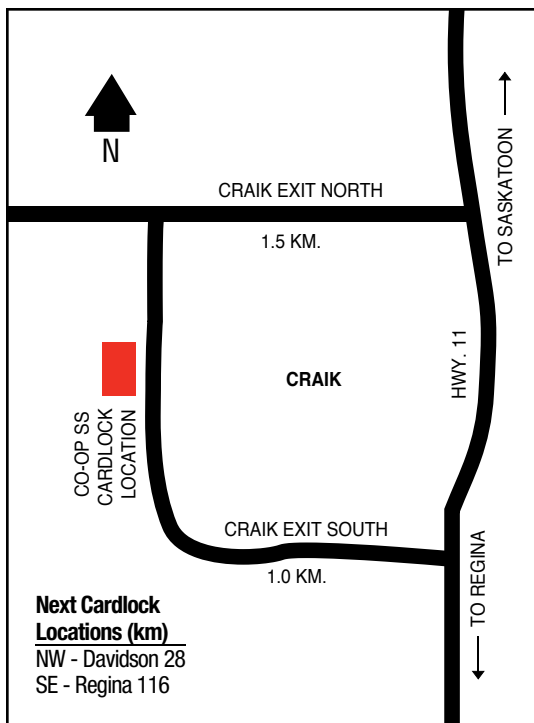 N
CRAIK EXIT NORTH
1.5 KM.
TO SASKATOON
HWY. 11
CRAIK
CO-OP SS
CARDLOCK
LOCATION
CRAIK EXIT SOUTH
1.0 KM.
TO REGINA
Next Cardlock
Locations (km)
NW - Davidson 28
SE - Regina 116